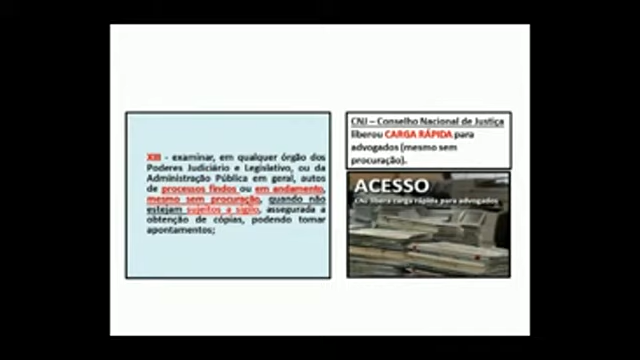 XIII - examinar, em qualquer órgão dos
Poderes Judiciário e Legislativo, ou da
Administração Pública em geral, autos
de processos findos ou em andamento,
mesmo sem procuração, quando não
estejam sujeitos a sigilo, assegurada a
obtenção de cópias, podendo tomar
apontamentos;
CNJ – Conselho Nacional de Justiça
liberou CARGA RÁPIDA para
advogados (mesmo sem
procuração).
ACESSO
CNJ libera carga rápida para advogados